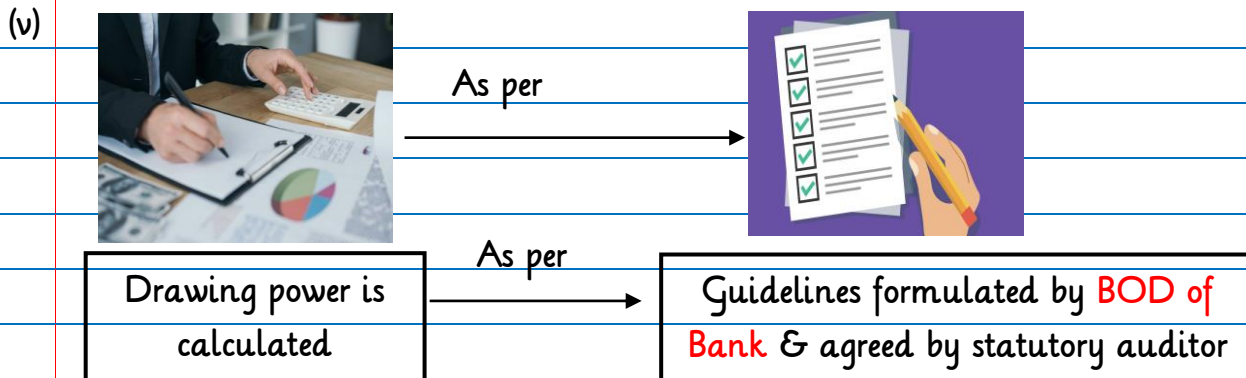 (v)
As per
As per
Drawing power is
calculated
Guidelines formulated by BOD of
Bank & agreed by statutory auditor